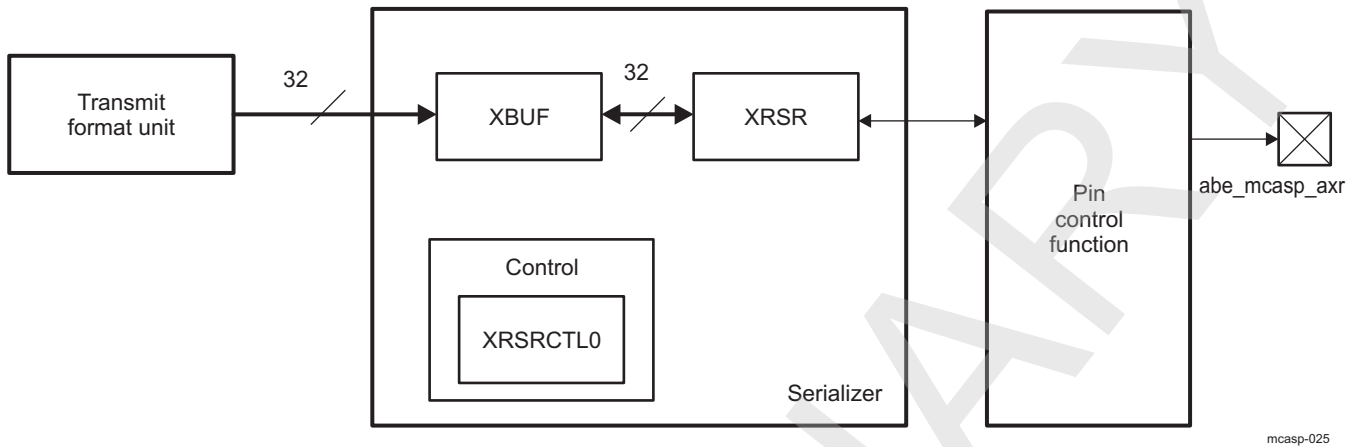 Transmit
format unit
32
XBUF
32
XRSR
Control
XRSRCTL0
Serializer
Pin
control
function
abe_mcasp_axr
mcasp-025